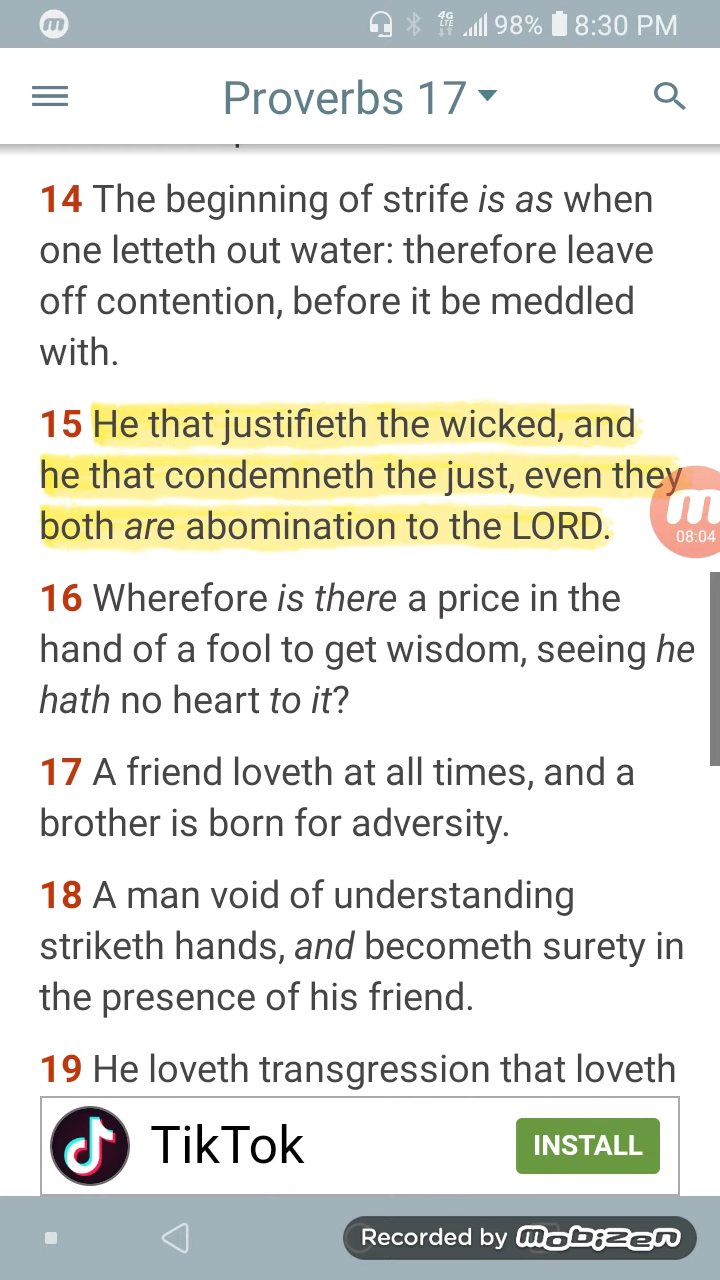 98% 8:30 PM
4G LTE
Proverbs 17
14 The beginning of strife is as when
one letteth out water: therefore leave
off contention, before it be meddled
with.
15 He that justifieth the wicked, and
he that condemneth the just, even they
both are abomination to the LORD.
08:04
16 Wherefore is there a price in the
hand of a fool to get wisdom, seeing he
hath no heart to it?
17 A friend loveth at all times, and a
brother is born for adversity.
18 A man void of understanding
striketh hands, and becometh surety in
the presence of his friend.
19 He loveth transgression that loveth
TikTok
INSTALL
Recorded by mobizen